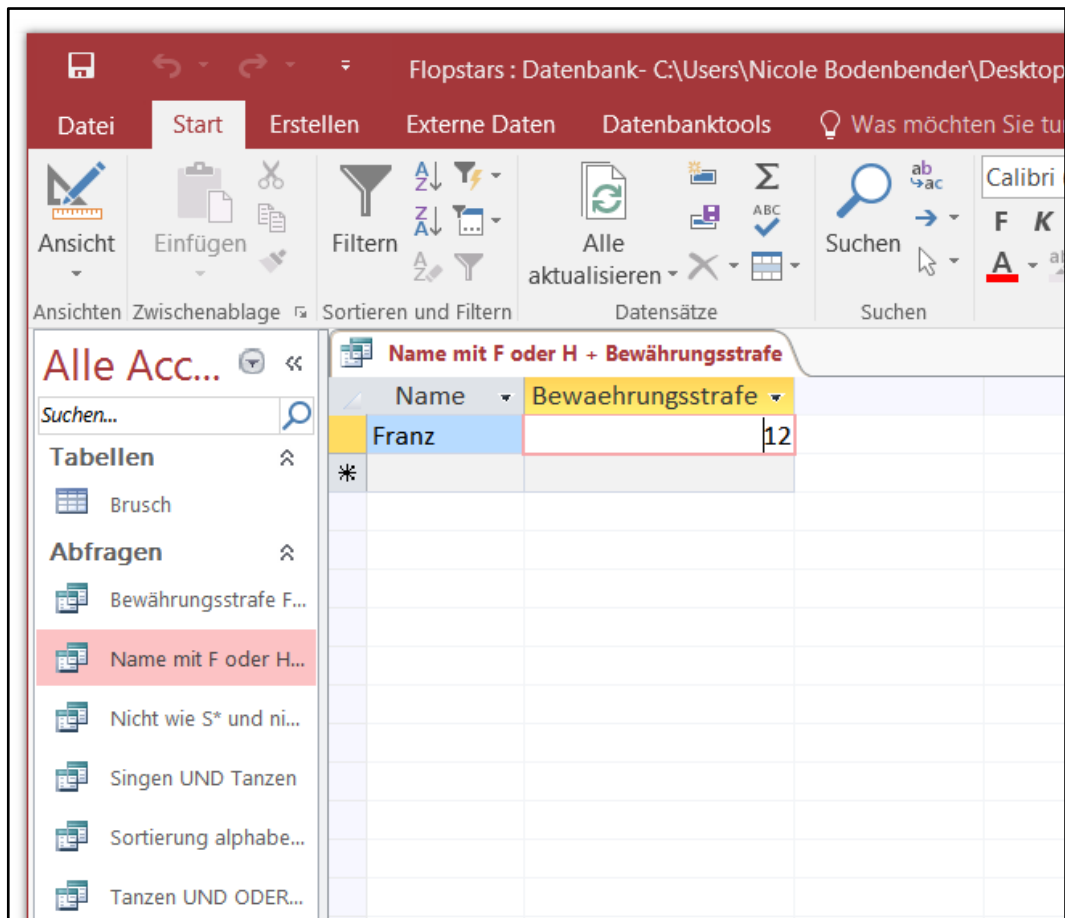 Flopstars : Datenbank- C:\Users\Nicole Bodenbender\Desktop
Datei Start Erstellen Externe Daten Datenbanktools Was möchten Sie tu
Ansicht Einfügen Filtern Alle aktualisieren Suchen Calibri
F K
A
Ansichten Zwischenablage Sortieren und Filtern Datensätze Suchen
Alle Acc...
Suchen...
Tabellen
Brusch
Abfragen
Bewährungsstrafe F...
Name mit F oder H...
Nicht wie S* und ni...
Singen UND Tanzen
Sortierung alphabe...
Tanzen UND ODER...
Name mit F oder H + Bewährungsstrafe
Name Bewaehrungsstrafe
Franz 12